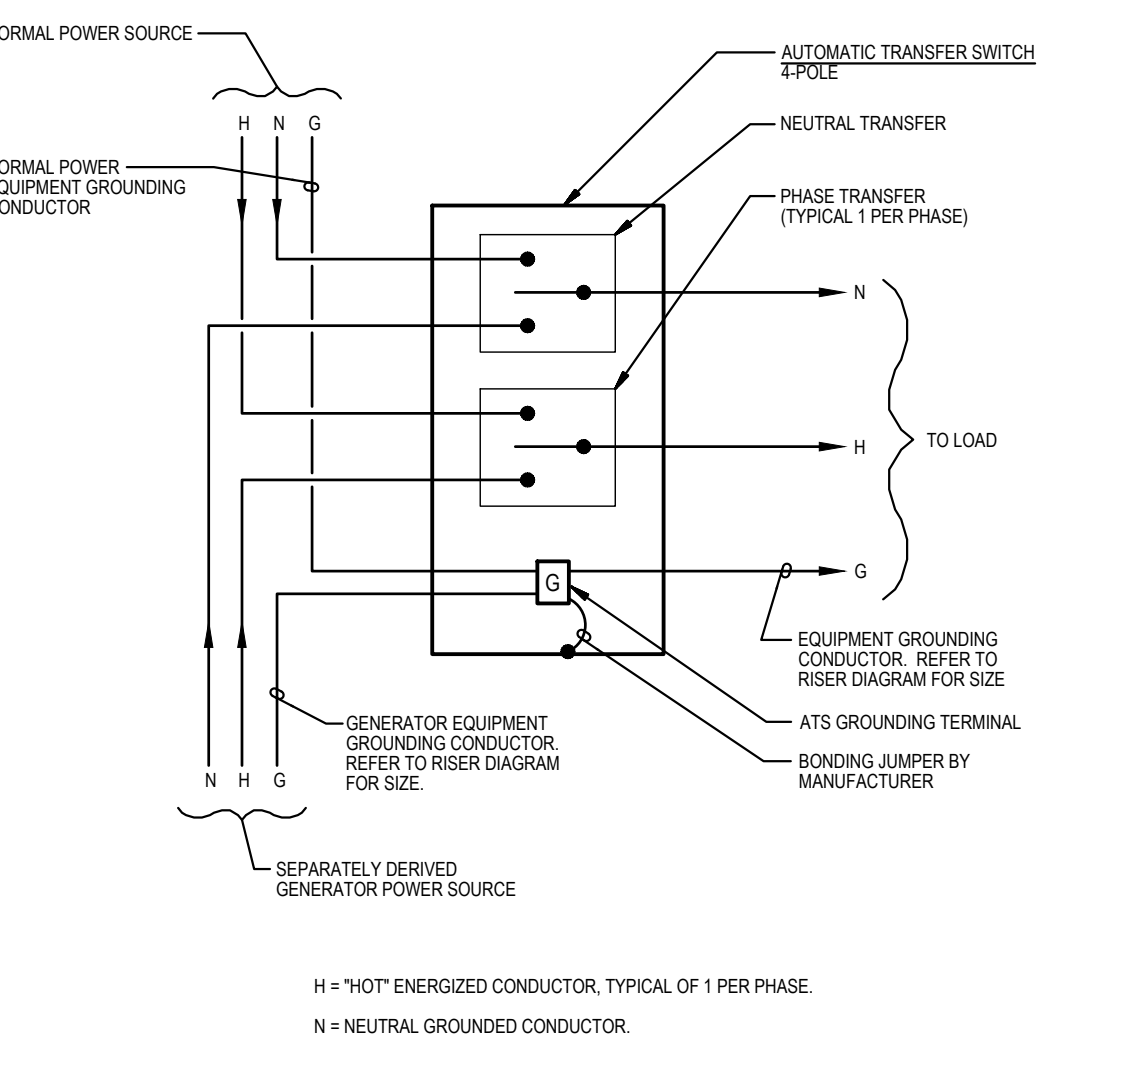 ORMAL POWER SOURCE
AUTOMATIC TRANSFER SWITCH
4-POLE
H N G
NEUTRAL TRANSFER
ORMAL POWER
QUIPMENT GROUNDING
ONDUCTOR
PHASE TRANSFER
(TYPICAL 1 PER PHASE)
N
H
TO LOAD
G
G
EQUIPMENT GROUNDING
CONDUCTOR. REFER TO
RISER DIAGRAM FOR SIZE
ATS GROUNDING TERMINAL
BONDING JUMPER BY
MANUFACTURER
GENERATOR EQUIPMENT
GROUNDING CONDUCTOR.
REFER TO RISER DIAGRAM
FOR SIZE.
N H G
SEPARATELY DERIVED
GENERATOR POWER SOURCE
H = "HOT" ENERGIZED CONDUCTOR, TYPICAL OF 1 PER PHASE.
N = NEUTRAL GROUNDED CONDUCTOR.